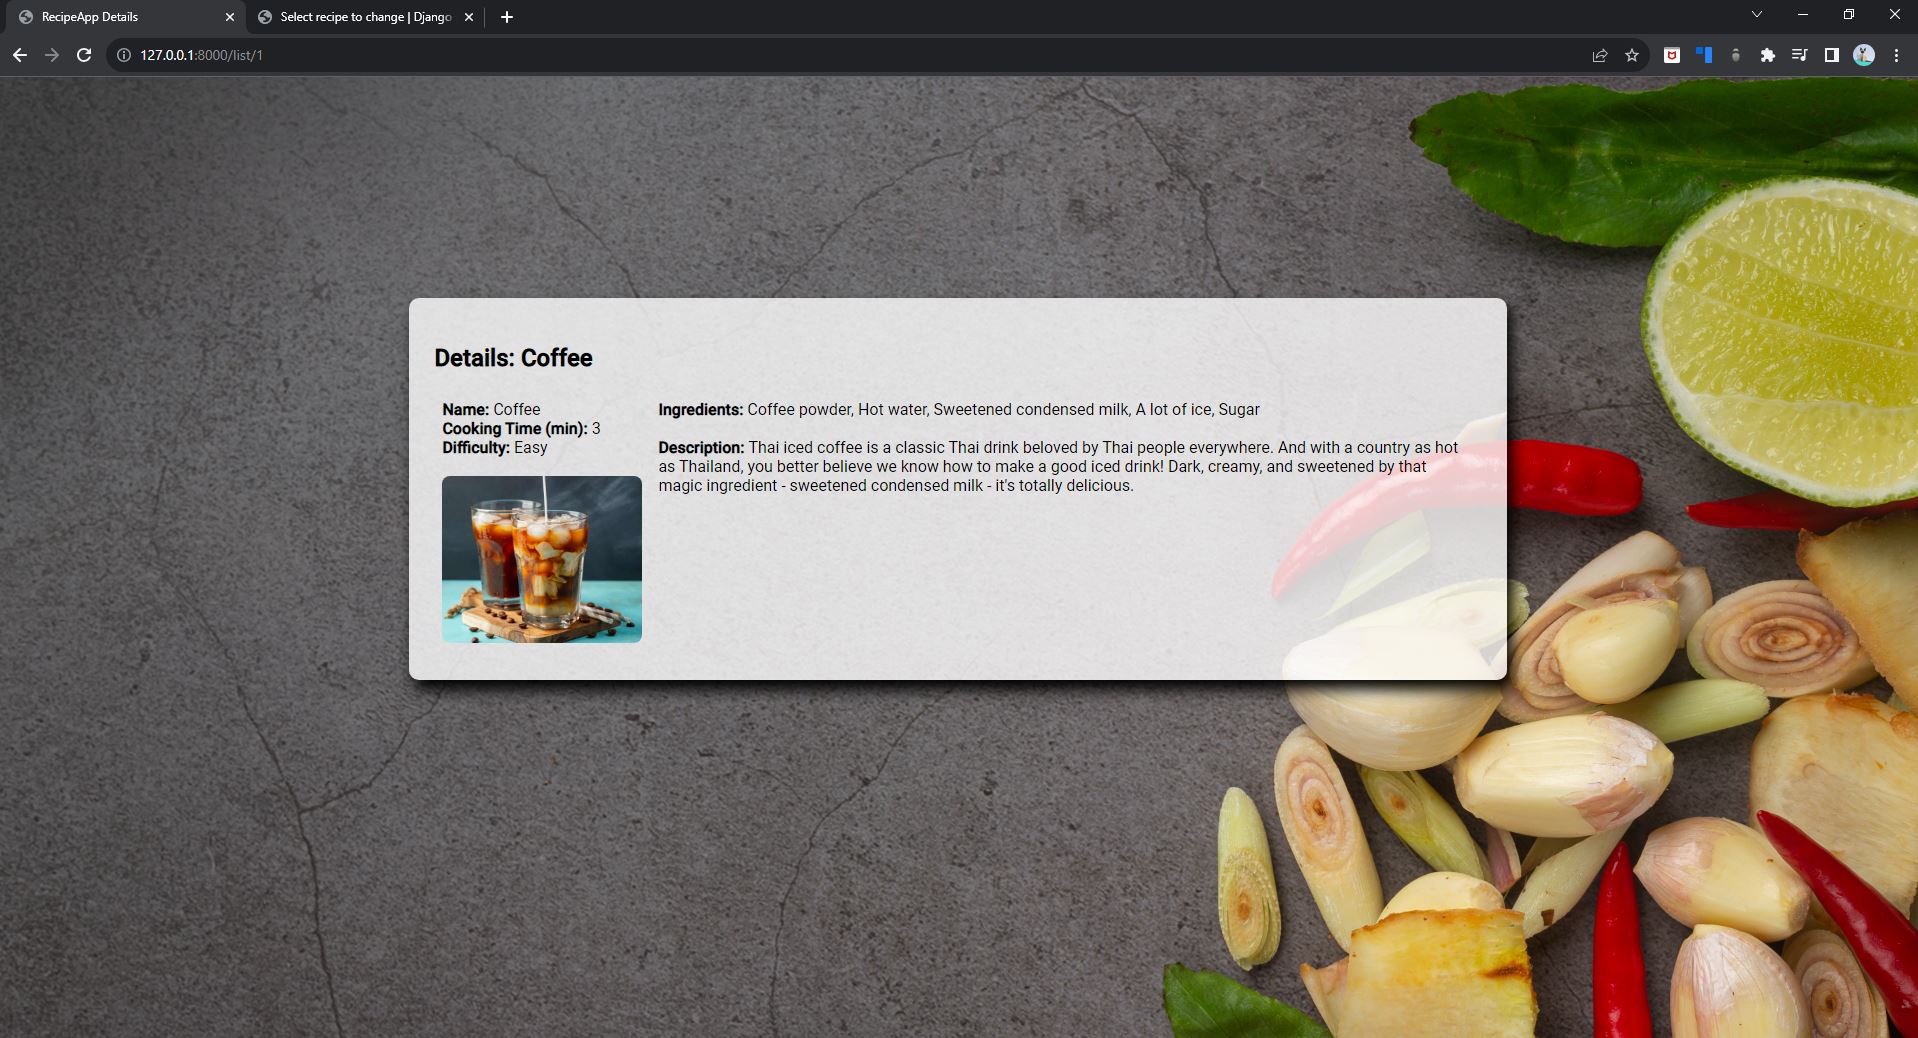 RecipeApp Details
Select recipe to change | Django
127.0.0.1:8000/list/1
Details: Coffee
Name: Coffee
Cooking Time (min): 3
Difficulty: Easy
Ingredients: Coffee powder, Hot water, Sweetened condensed milk, A lot of ice, Sugar
Description: Thai iced coffee is a classic Thai drink beloved by Thai people everywhere. And with a country as hot
as Thailand, you better believe we know how to make a good iced drink! Dark, creamy, and sweetened by that
magic ingredient - sweetened condensed milk - it's totally delicious.